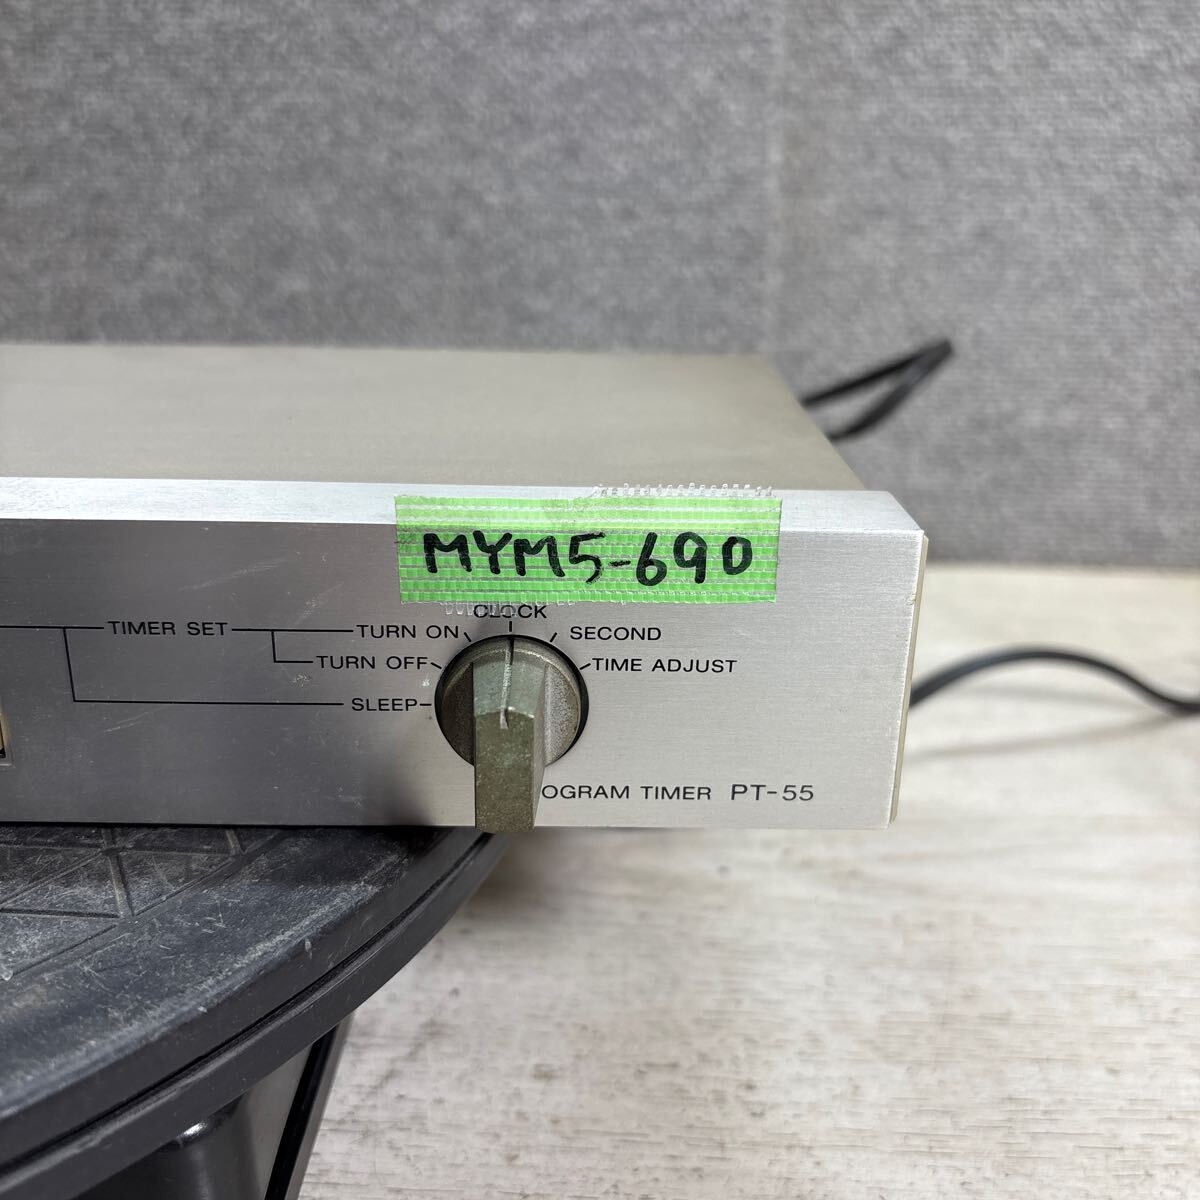 MYM5-690
CLOCK
TIMER SET
TURN ON
SECOND
TURN OFF
TIME ADJUST
SLEEP
OGRAM TIMER PT-55